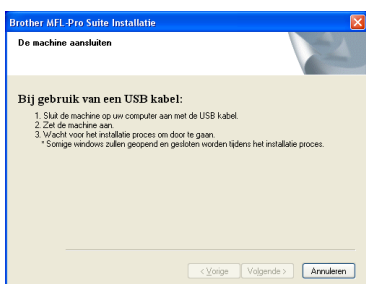 Brother MFL-Pro Suite Installatie
De machine aansluiten
Bij gebruik van een USB kabel:
1. Sluit de machine op uw computer aan met de USB kabel.
2. Zet de machine aan.
3. Wacht voor het installatie proces om door te gaan.
* Somige windows zullen geopend en gesloten worden tijdens het installatie proces.
< Vorige Volgende > Annuleren